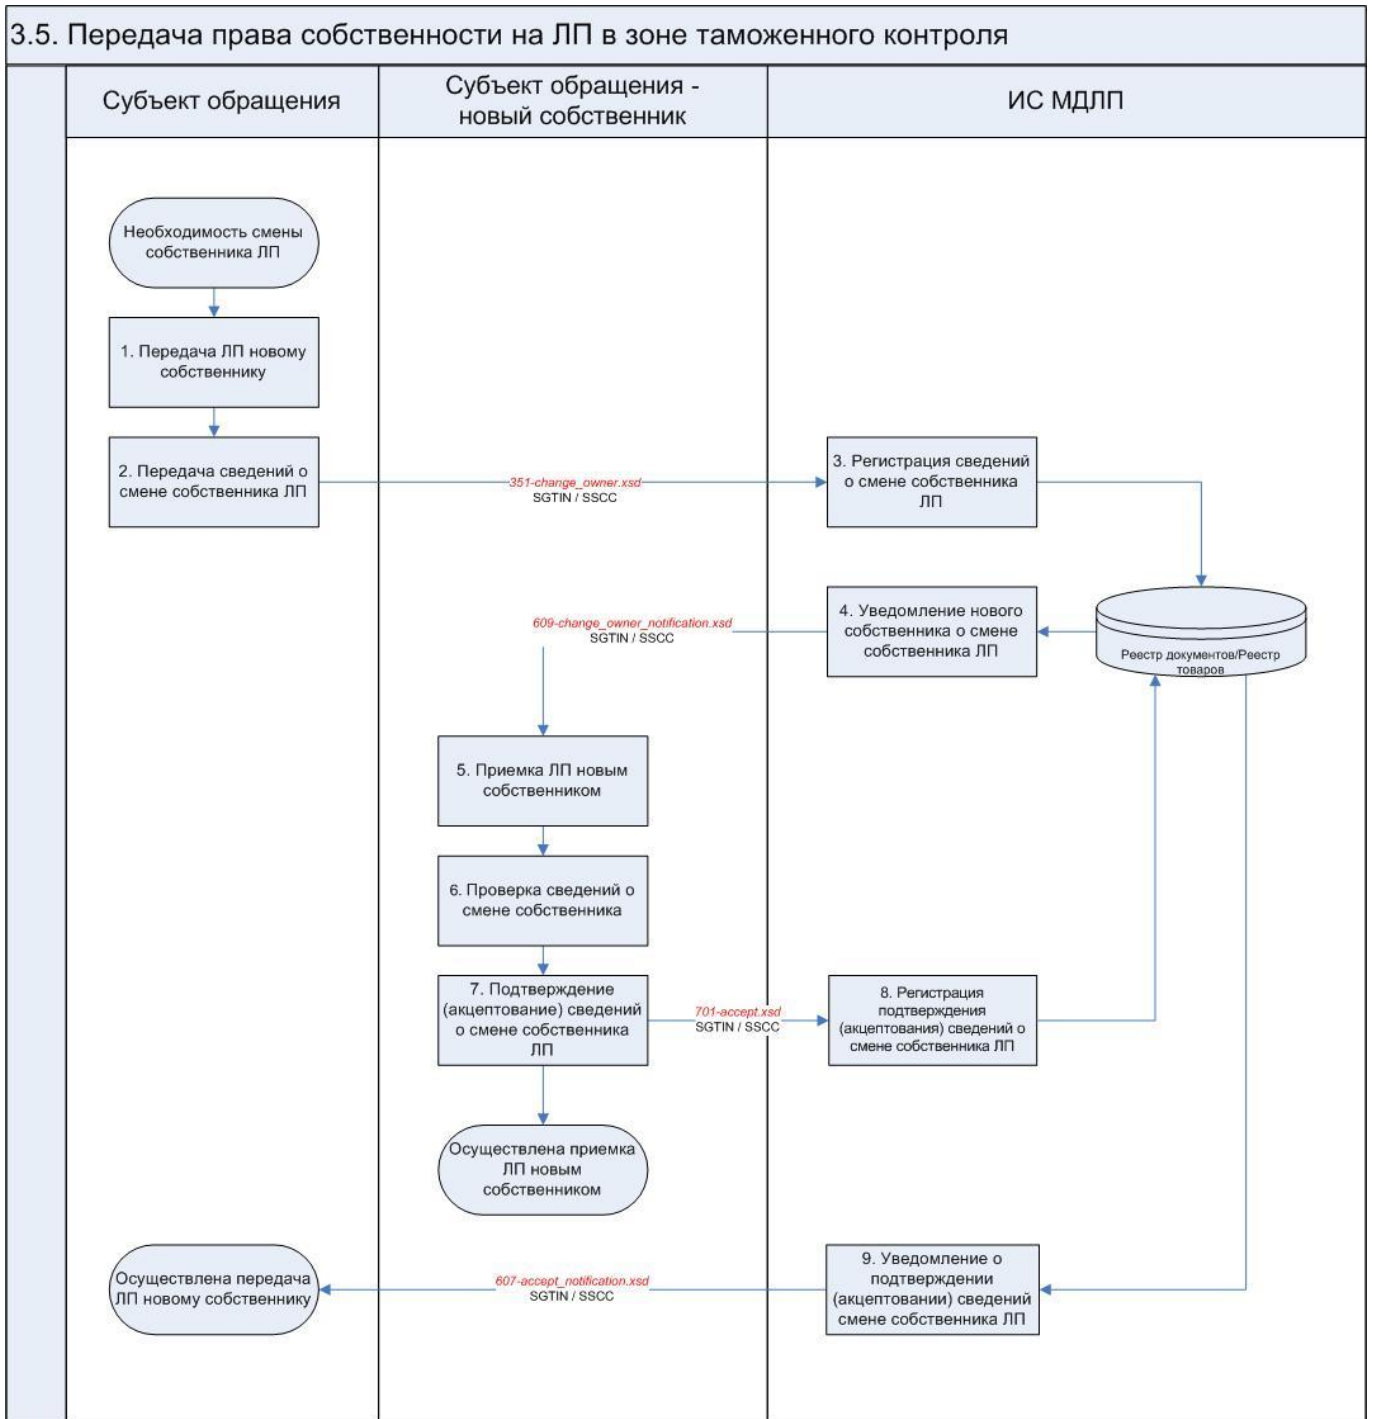 3.5. Передача права собственности на ЛП в зоне таможенного контроля
Субъект обращения
Субъект обращения -
новый собственник
ИС МДЛП
Необходимость смены
собственника ЛП
1. Передача ЛП новому
собственнику
2. Передача сведений о
смене собственника ЛП
351-change_owner.xsd
SGTIN / SSCC
3. Регистрация сведений
о смене собственника
ЛП
4. Уведомление нового
собственника о смене
собственника ЛП
Реестр документов/Реестр
товаров
609-change_owner_notification.xsd
SGTIN / SSCC
5. Приемка ЛП новым
собственником
6. Проверка сведений о
смене собственника
7. Подтверждение
(акцептование) сведений
о смене собственника
ЛП
701-accept.xsd
SGTIN / SSCC
8. Регистрация
подтверждения
(акцептования) сведений о
смене собственника ЛП
Осуществлена приемка
ЛП новым
собственником
9. Уведомление о
подтверждении
(акцептовании) сведений
смене собственника ЛП
607-accept_notification.xsd
SGTIN / SSCC
Осуществлена передача
ЛП новому собственнику